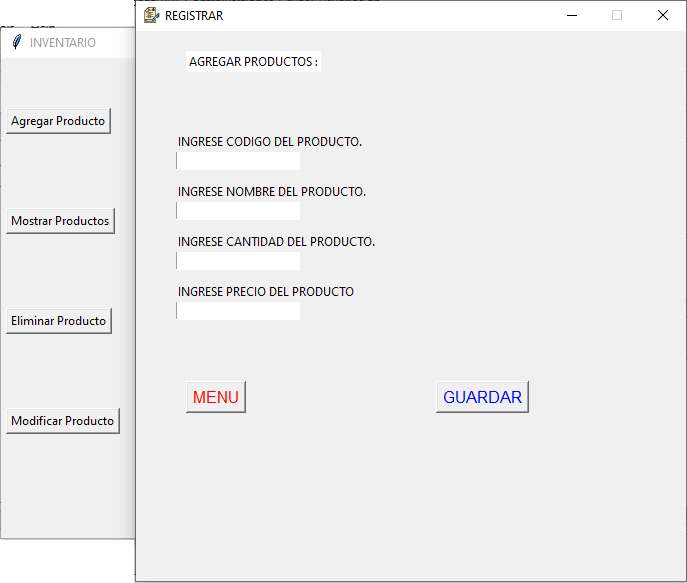 INVENTARIO
Agregar Producto
Mostrar Productos
Eliminar Producto
Modificar Producto
REGISTRAR
AGREGAR PRODUCTOS :
INGRESE CODIGO DEL PRODUCTO.
INGRESE NOMBRE DEL PRODUCTO.
INGRESE CANTIDAD DEL PRODUCTO.
INGRESE PRECIO DEL PRODUCTO
MENU
GUARDAR